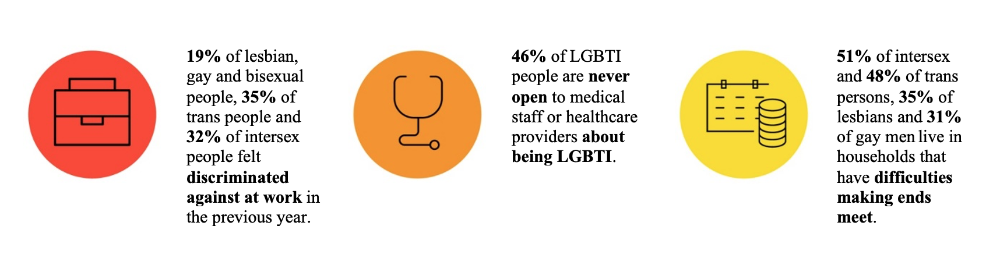 19% of lesbian,
gay and bisexual
people, 35% of
trans people and
32% of intersex
people felt
discriminated
against at work in
the previous year.
46% of LGBTI
people are never
open to medical
staff or healthcare
providers about
being LGBTI.
51% of intersex
and 48% of trans
persons, 35% of
lesbians and 31%
of gay men live in
households that
have difficulties
making ends
meet.